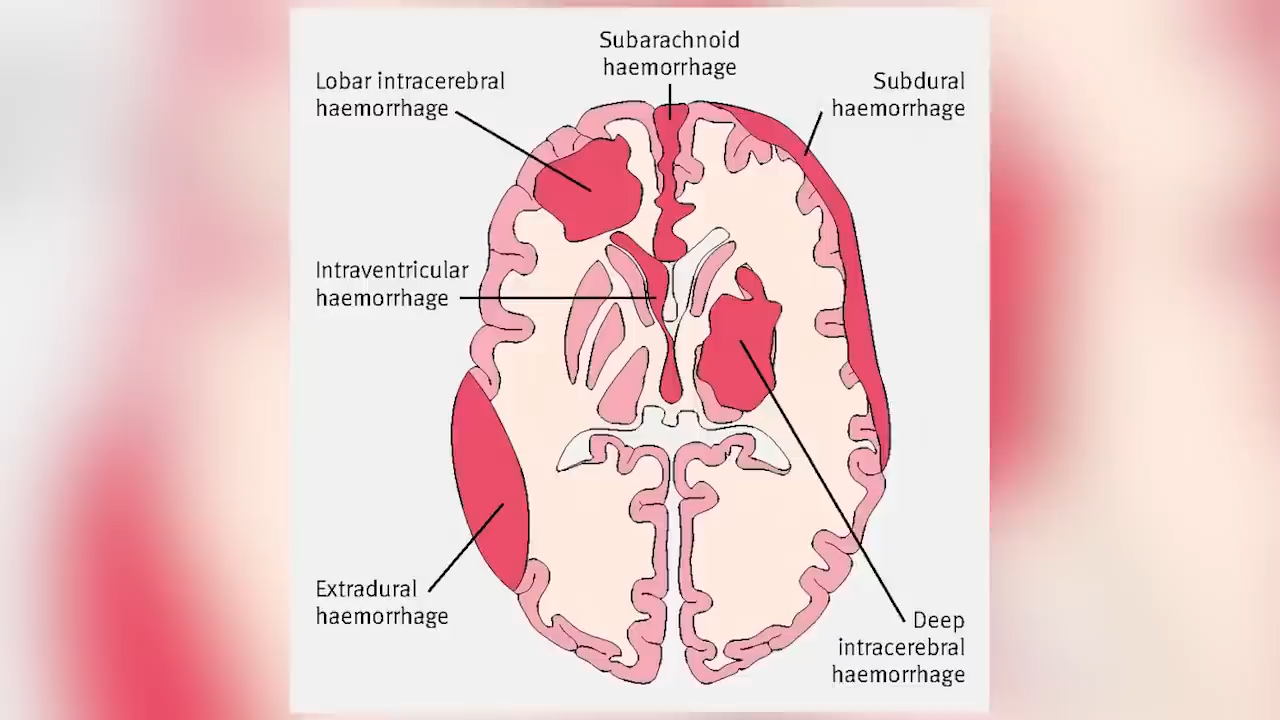 Subarachnoid
haemorrhage
Lobar intracerebral
haemorrhage
Subdural
haemorrhage
Intraventricular
haemorrhage
Extradural
haemorrhage
Deep
intracerebral
haemorrhage